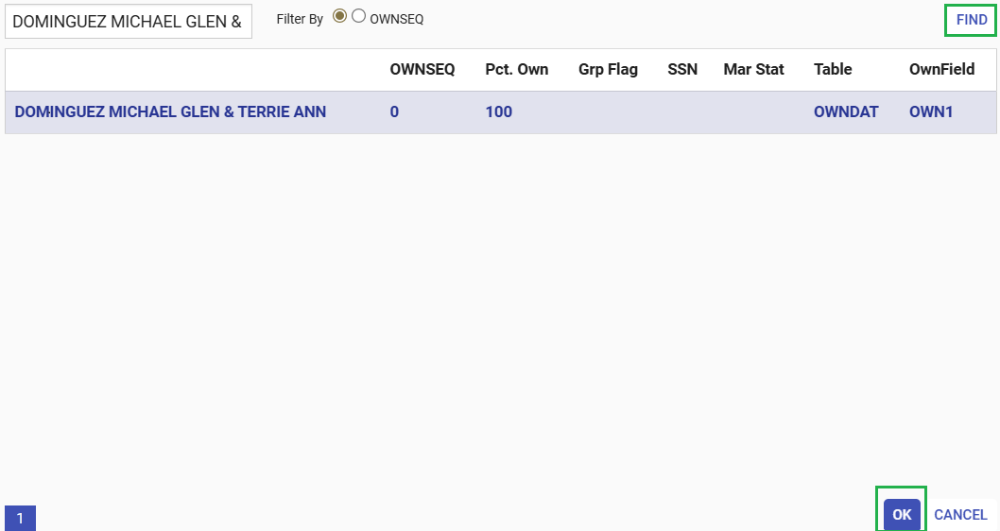 DOMINGUEZ MICHAEL GLEN & Filter By OWNSEQ FIND
OWNSEQ Pct. Own Grp Flag SSN Mar Stat Table OwnField
DOMINGUEZ MICHAEL GLEN & TERRIE ANN 0 100 OWNDAT OWN1
1 OK CANCEL